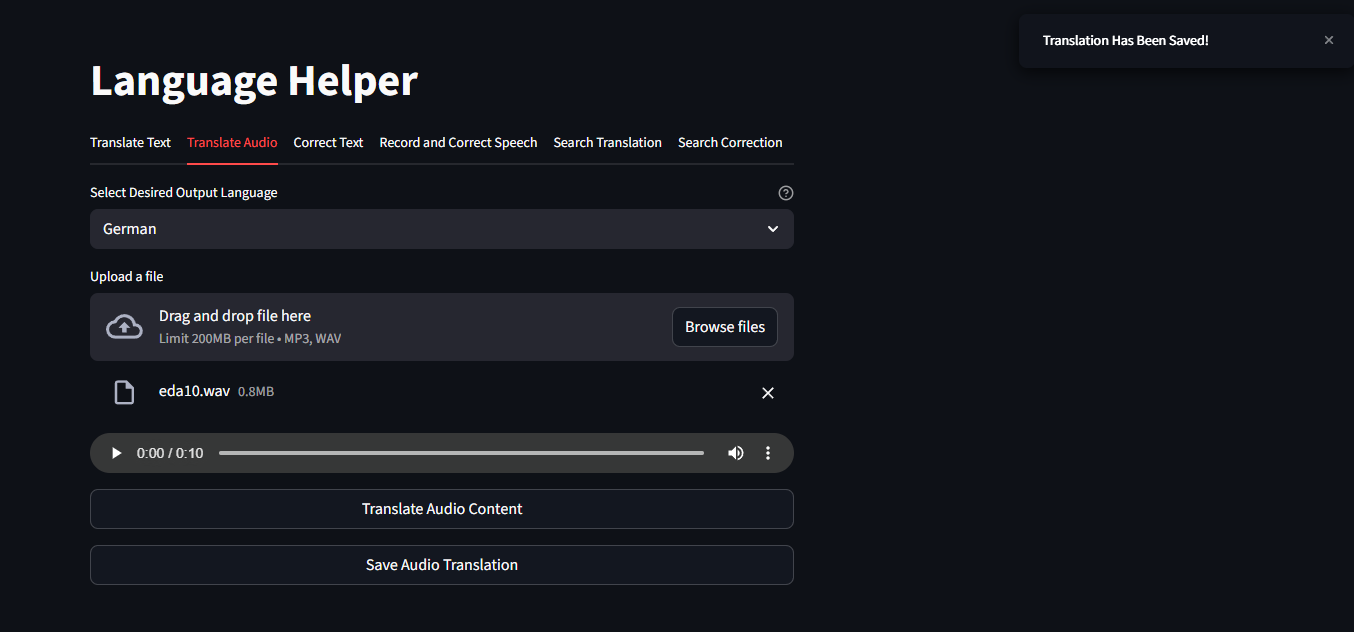 Translation Has Been Saved!
Language Helper
Translate Text Translate Audio Correct Text Record and Correct Speech Search Translation Search Correction
Select Desired Output Language
German
Upload a file
Drag and drop file here
Limit 200MB per file • MP3, WAV
Browse files
eda10.wav 0.8MB
0:00 / 0:10
Translate Audio Content
Save Audio Translation